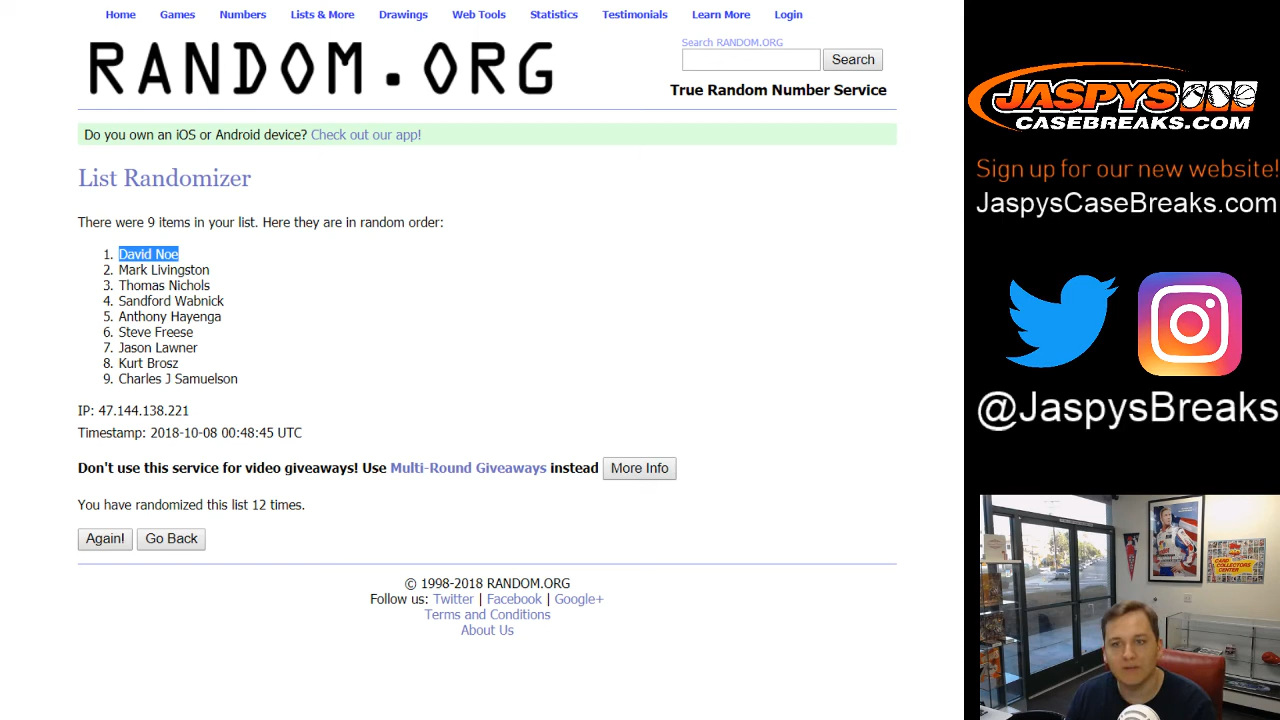 Home Games Numbers Lists & More Drawings Web Tools Statistics Testimonials Learn More Login
RANDOM.ORG
Search RANDOM.ORG
Search
True Random Number Service
Do you own an iOS or Android device? Check out our app!
List Randomizer
There were 9 items in your list. Here they are in random order:
1. David Noe
2. Mark Livingston
3. Thomas Nichols
4. Sandford Wabnick
5. Anthony Hayenga
6. Steve Freese
7. Jason Lawner
8. Kurt Brosz
9. Charles J Samuelson
IP: 47.144.138.221
Timestamp: 2018-10-08 00:48:45 UTC
Don't use this service for video giveaways! Use Multi-Round Giveaways instead More Info
You have randomized this list 12 times.
Again! Go Back
© 1998-2018 RANDOM.ORG
Follow us: Twitter | Facebook | Google+
Terms and Conditions
About Us
JASPYS
CASEBREAKS.COM
Sign up for our new website!
JaspysCaseBreaks.com
@JaspysBreaks
CARD
COLLECTORS
CENTER